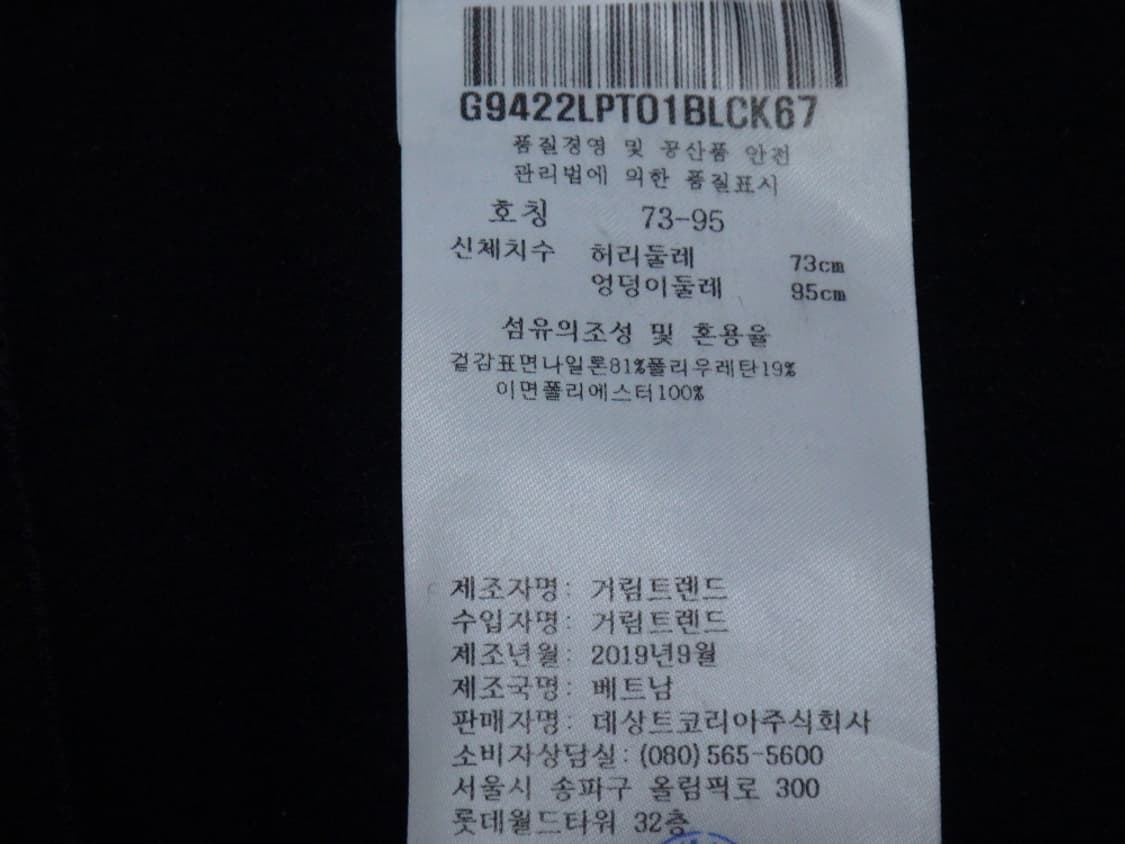 G9422LPT01BLCK67
품질경영 및 공산품 안전
관리법에 의한 품질표시
호칭 73-95
신체치수 허리둘레 73cm
엉덩이둘레 95cm
섬유의조성 및 혼용율
겉감표면나일론81%폴리우레탄19%
이면폴리에스터100%
제조자명: 거림트렌드
수입자명: 거림트렌드
제조년월: 2019년9월
제조국명: 베트남
판매자명: 데상트코리아주식회사
소비자상담실: (080)565-5600
서울시 송파구 올림픽로 300
롯데월드타워 32층